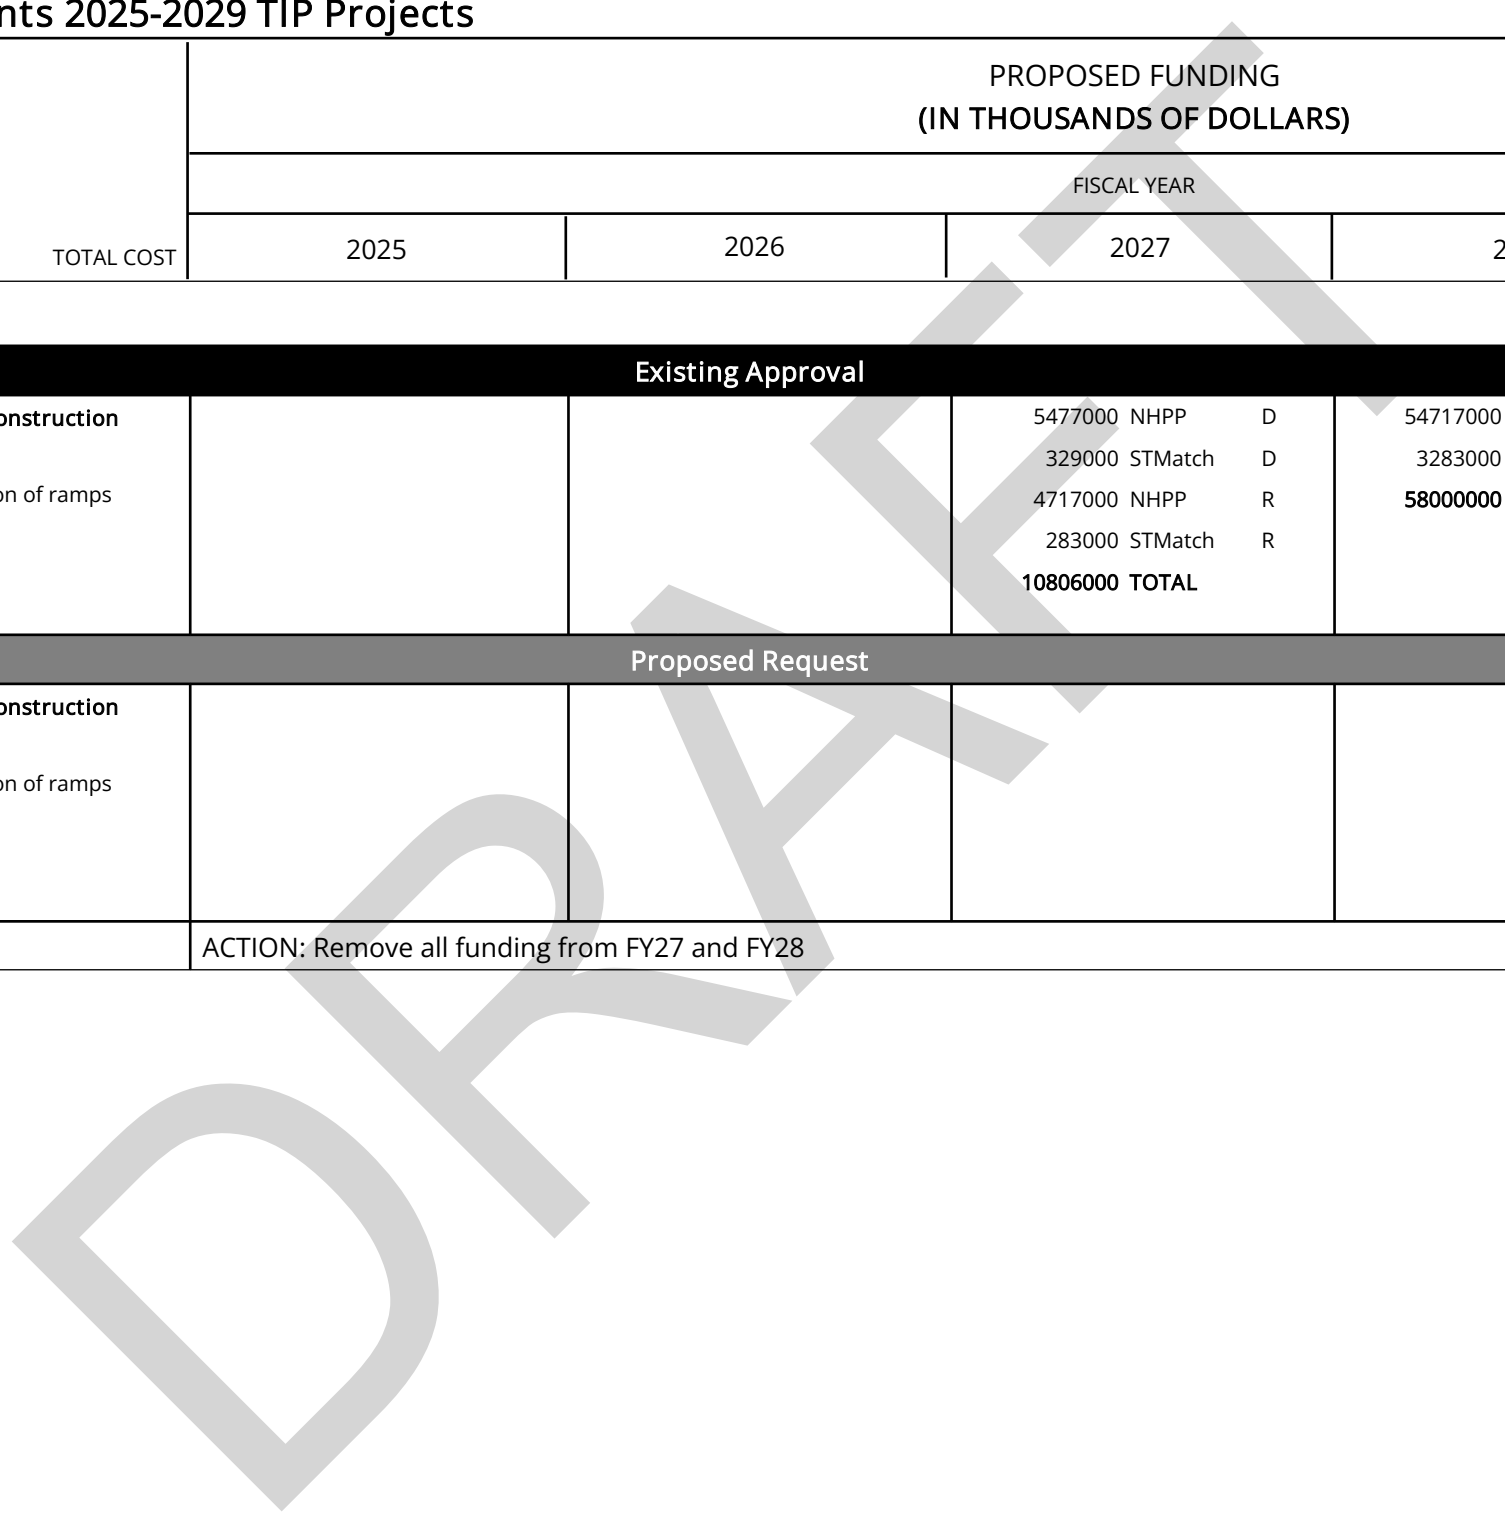 nts 2025-2029 TIP Projects
PROPOSED FUNDING
(IN THOUSANDS OF DOLLARS)
FISCAL YEAR
TOTAL COST 2025 2026 2027 2
Existing Approval
onstruction 5477000 NHPP D 54717000
329000 STMatch D 3283000
on of ramps 4717000 NHPP R 58000000
283000 STMatch R
10806000 TOTAL
Proposed Request
onstruction
on of ramps
ACTION: Remove all funding from FY27 and FY28
DRAFT